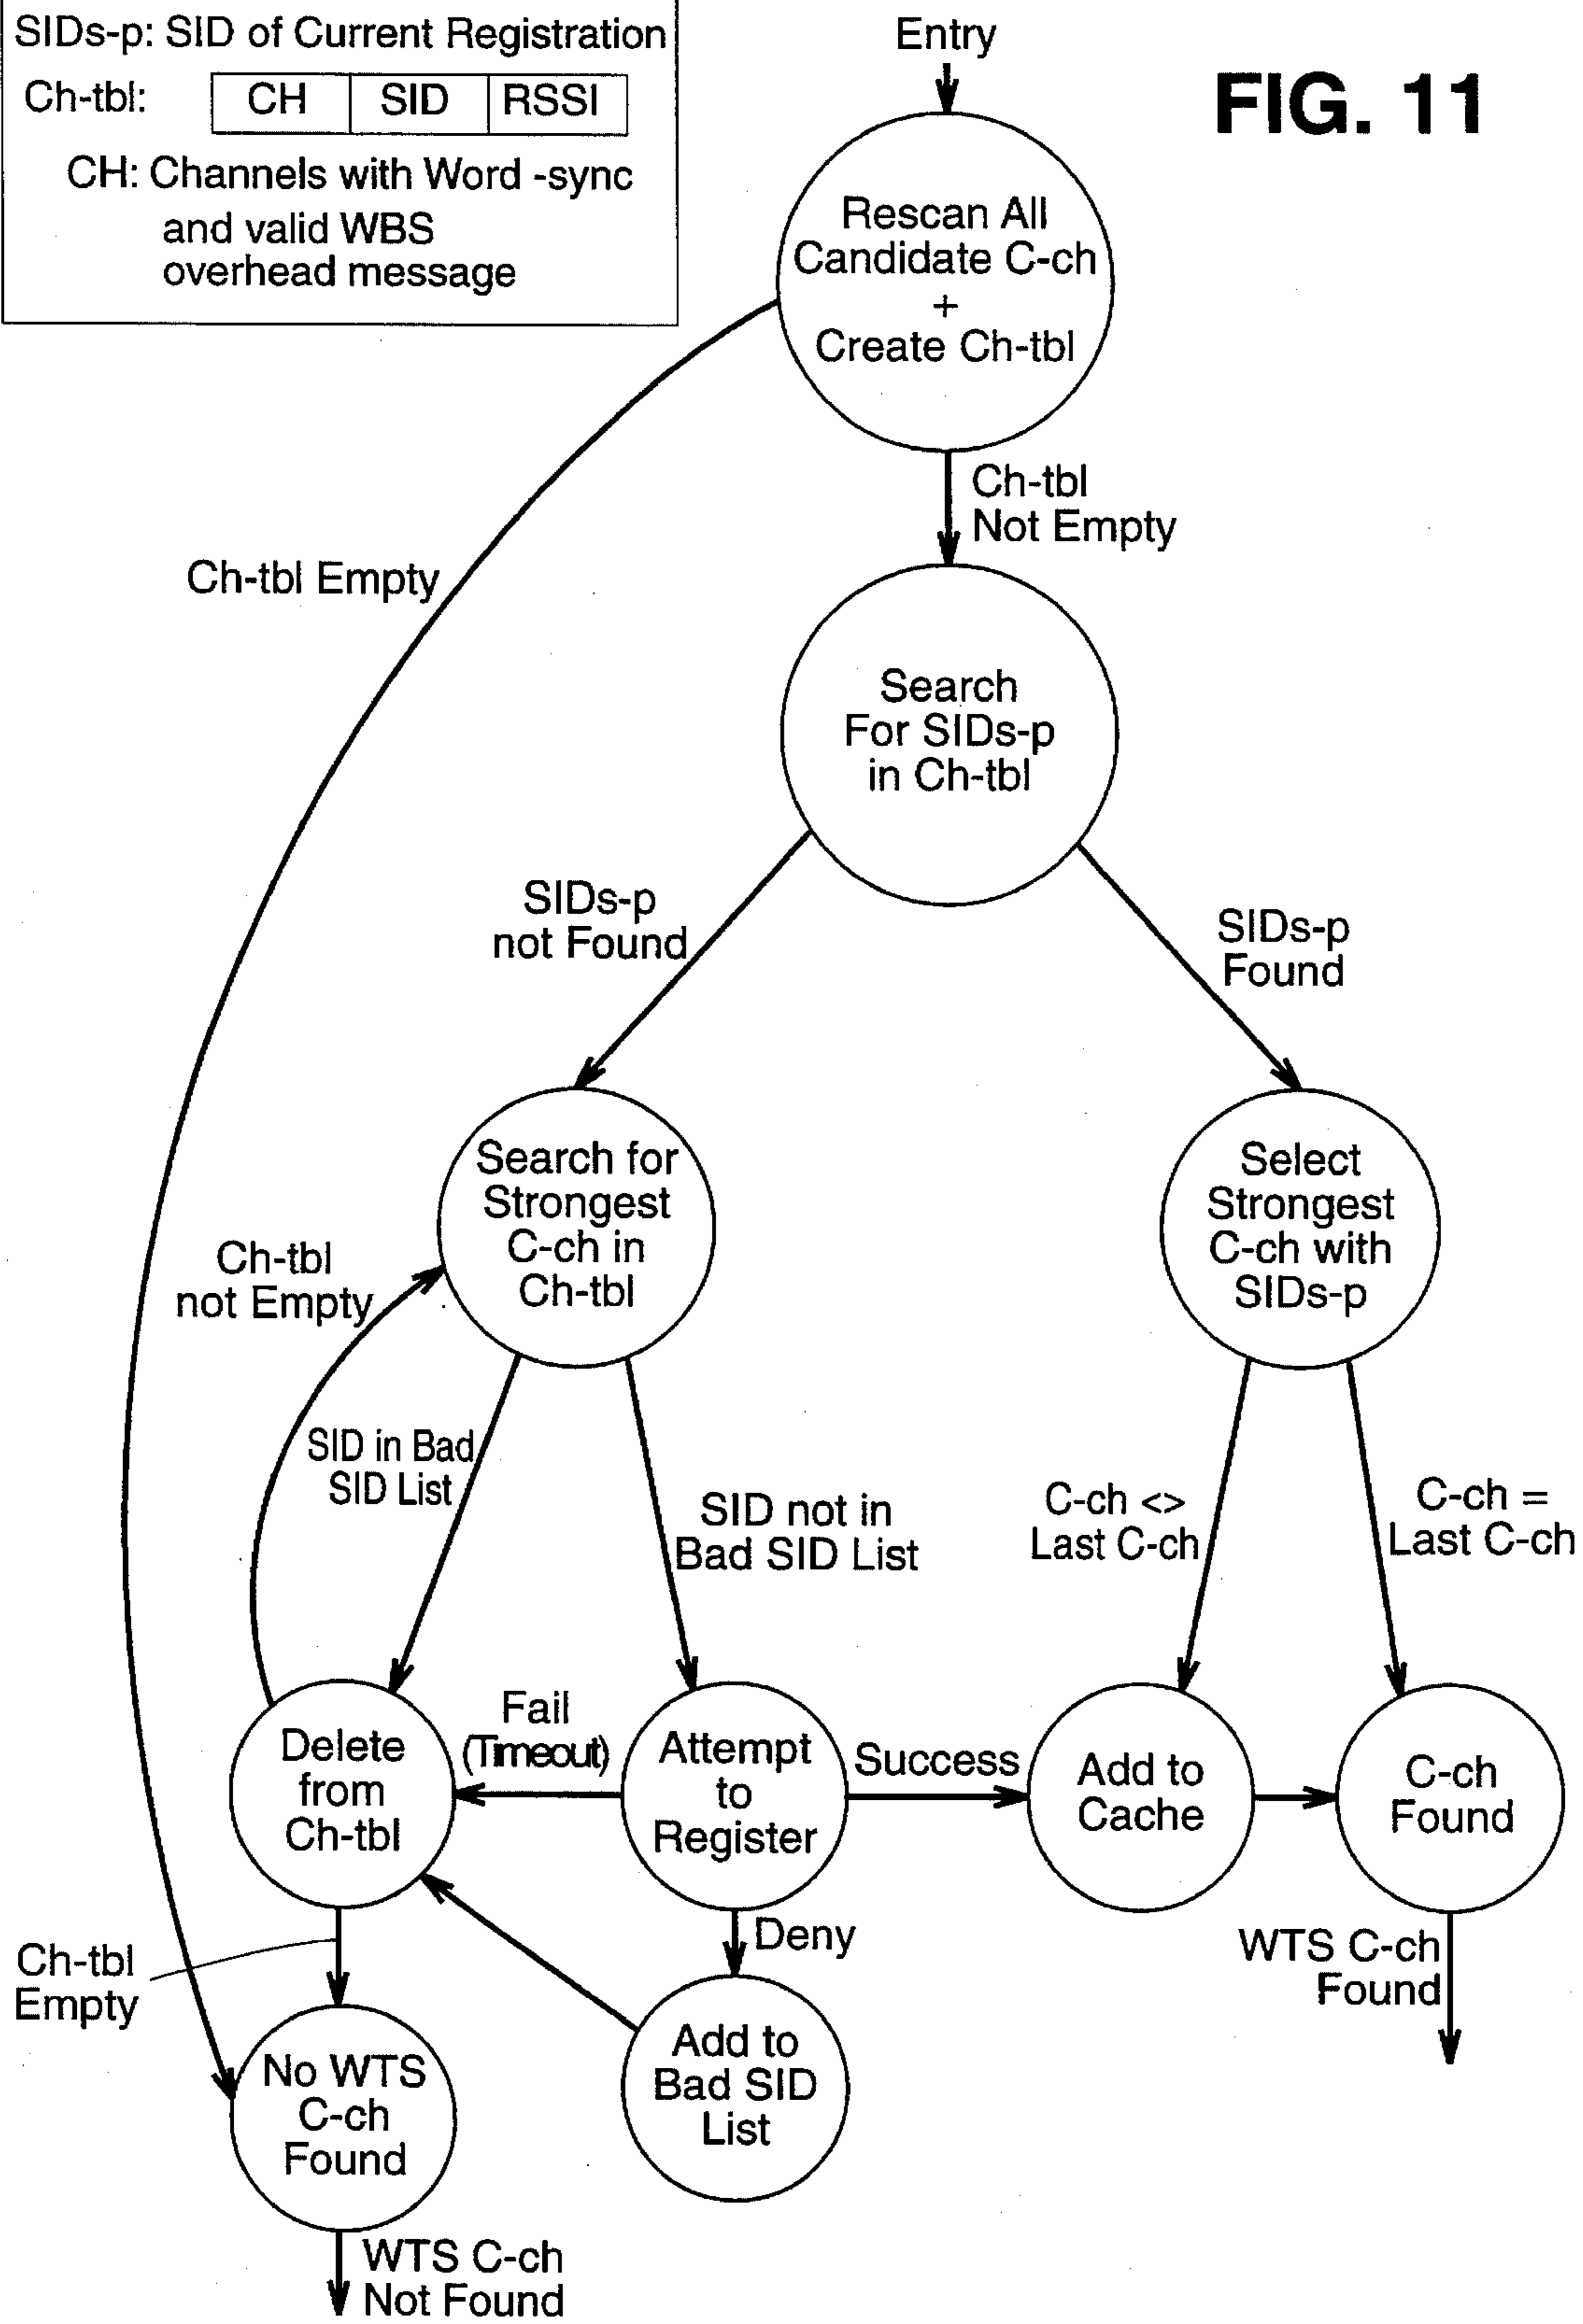 SIDs-p: SID of Current Registration
Ch-tbl: CH SID RSSI
CH: Channels with Word -sync
and valid WBS
overhead message
Entry
FIG. 11
Rescan All
Candidate C-ch
+
Create Ch-tbl
Ch-tbl
Not Empty
Ch-tbl Empty
Search
For SIDs-p
in Ch-tbl
SIDs-p
not Found
SIDs-p
Found
Search for
Strongest
C-ch in
Ch-tbl
Select
Strongest
C-ch with
SIDs-p
Ch-tbl
not Empty
SID in Bad
SID List
SID not in
Bad SID List
C-ch <>
Last C-ch
C-ch =
Last C-ch
Delete
from
Ch-tbl
Fail
(Timeout)
Attempt
to
Register
Success
Add to
Cache
C-ch
Found
Deny
Ch-tbl
Empty
WTS C-ch
Found
No WTS
C-ch
Found
Add to
Bad SID
List
WTS C-ch
Not Found